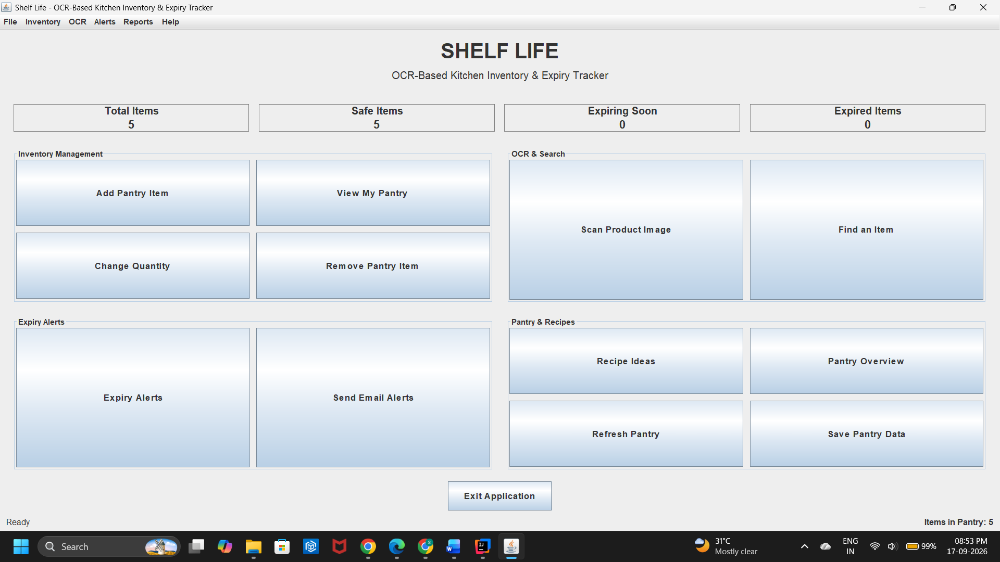 Shelf Life - OCR-Based Kitchen Inventory & Expiry Tracker
File Inventory OCR Alerts Reports Help
SHELF LIFE
OCR-Based Kitchen Inventory & Expiry Tracker
Total Items
5
Safe Items
5
Expiring Soon
0
Expired Items
0
Inventory Management
Add Pantry Item
View My Pantry
Change Quantity
Remove Pantry Item
OCR & Search
Scan Product Image
Find an Item
Expiry Alerts
Expiry Alerts
Send Email Alerts
Pantry & Recipes
Recipe Ideas
Pantry Overview
Refresh Pantry
Save Pantry Data
Exit Application
Ready
Items in Pantry: 5
Search
31°C
Mostly clear
ENG
IN
99%
08:53 PM
17-09-2026